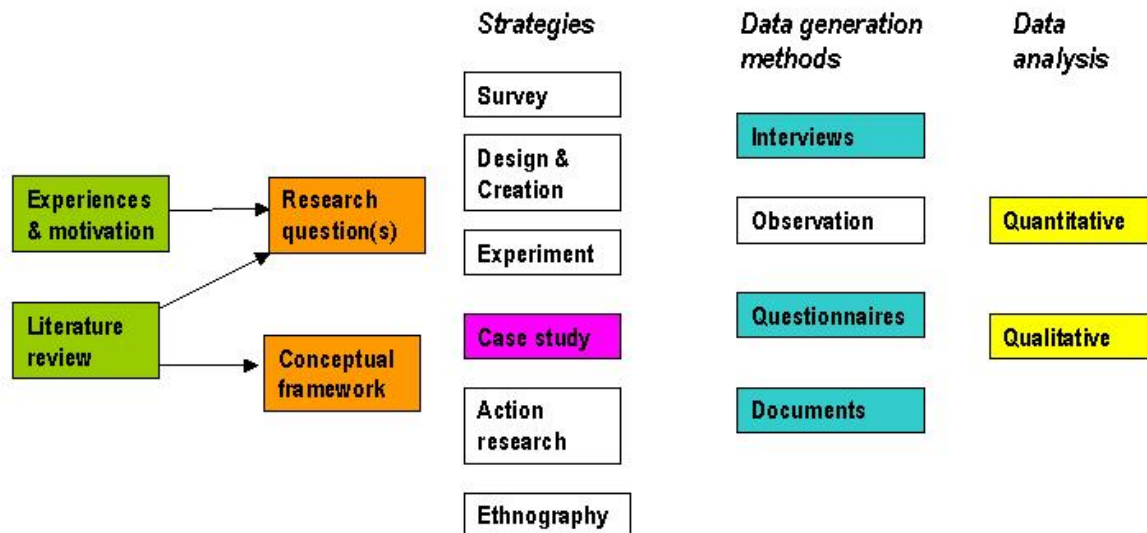 Strategies
Data generation
methods
Data
analysis
Experiences
& motivation
Literature
review
Research
question(s)
Conceptual
framework
Survey
Design &
Creation
Experiment
Case study
Action
research
Ethnography
Interviews
Observation
Questionnaires
Documents
Quantitative
Qualitative